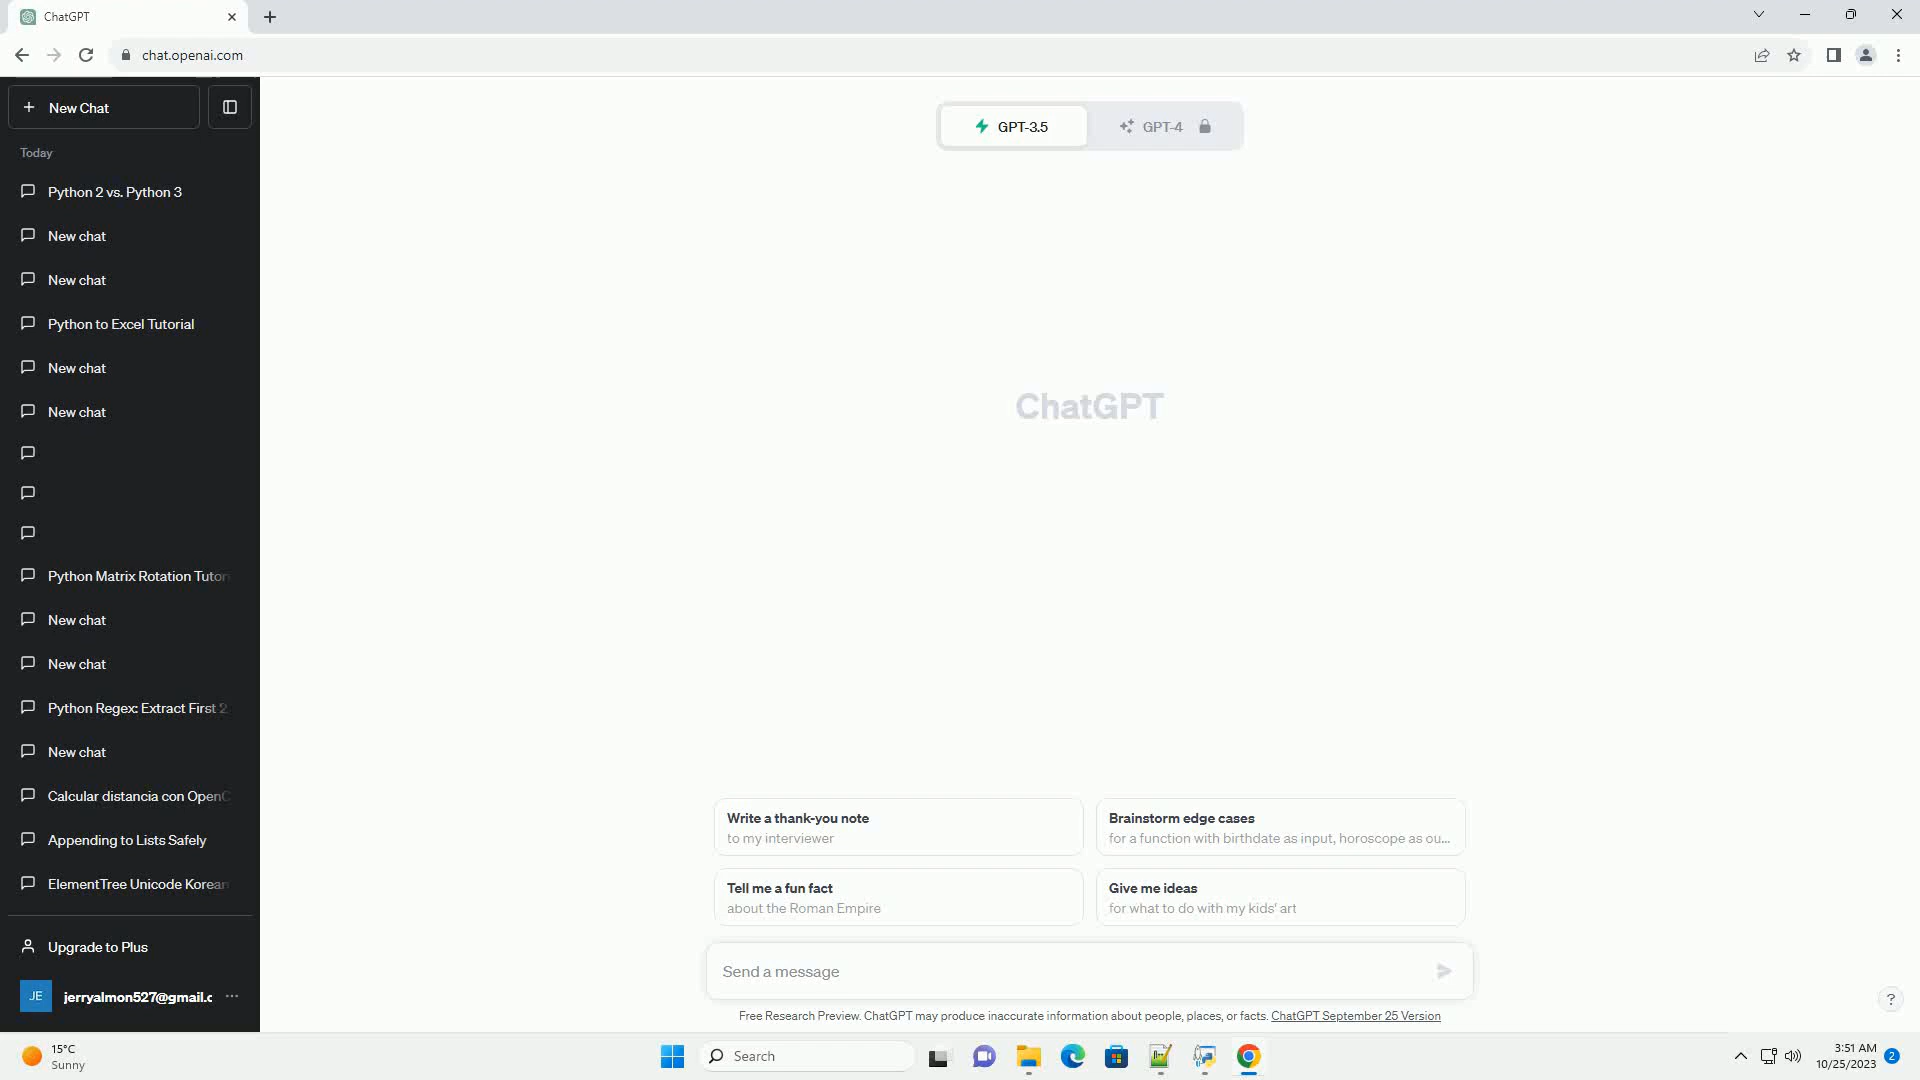 ChatGPT
chat.openai.com
New Chat
GPT-3.5
GPT-4
Today
Python 2 vs. Python 3
New chat
New chat
Python to Excel Tutorial
New chat
New chat
Python Matrix Rotation Tutor
New chat
New chat
Python Regex: Extract First 2
New chat
Calcular distancia con OpenC
Appending to Lists Safely
ElementTree Unicode Korean
Upgrade to Plus
JE
jerryalmon527@gmail.c
ChatGPT
Write a thank-you note
to my interviewer
Brainstorm edge cases
for a function with birthdate as input, horoscope as ou...
Tell me a fun fact
about the Roman Empire
Give me ideas
for what to do with my kids' art
Send a message
?
Free Research Preview. ChatGPT may produce inaccurate information about people, places, or facts. ChatGPT September 25 Version
15°C
Sunny
Search
3:51 AM
10/25/2023
2